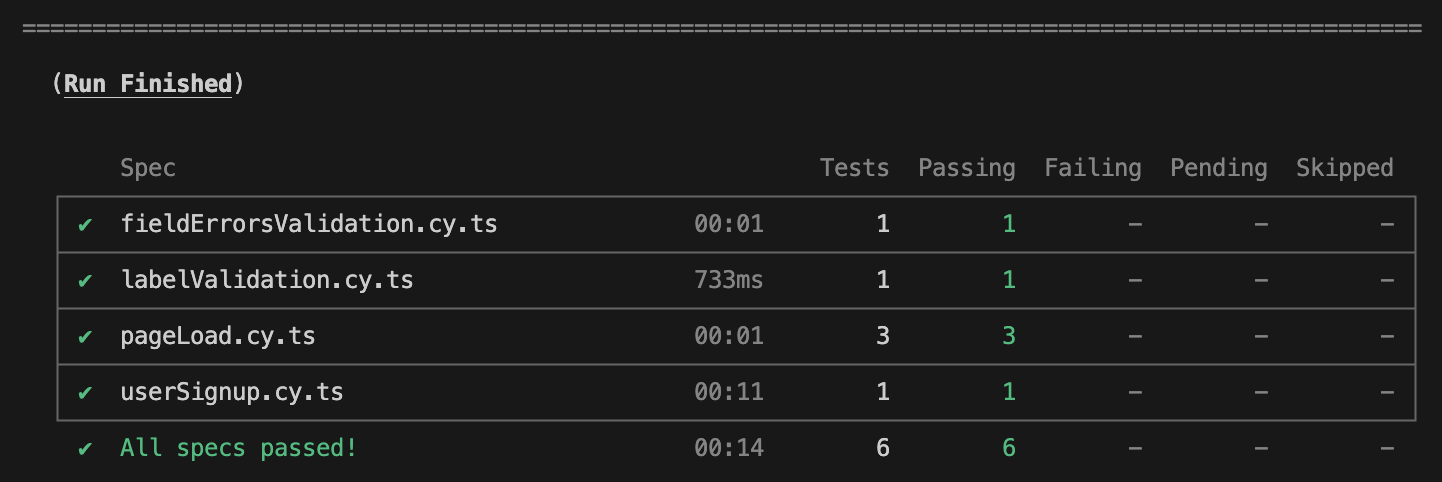 ====================================================================================================
(Run Finished)
Spec Tests Passing Failing Pending Skipped
✔ fieldErrorsValidation.cy.ts 00:01 1 1 - - -
✔ labelValidation.cy.ts 733ms 1 1 - - -
✔ pageLoad.cy.ts 00:01 3 3 - - -
✔ userSignup.cy.ts 00:11 1 1 - - -
✔ All specs passed! 00:14 6 6 - - -